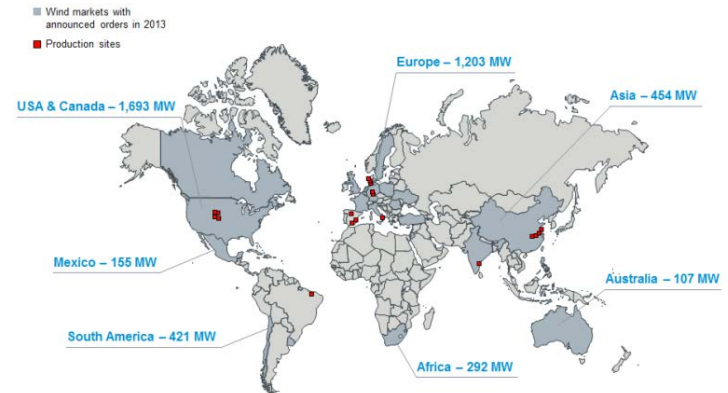 Wind markets with
announced orders in 2013
Production sites
Europe – 1,203 MW
Asia – 454 MW
USA & Canada – 1,693 MW
Mexico – 155 MW
Australia – 107 MW
South America – 421 MW
Africa – 292 MW